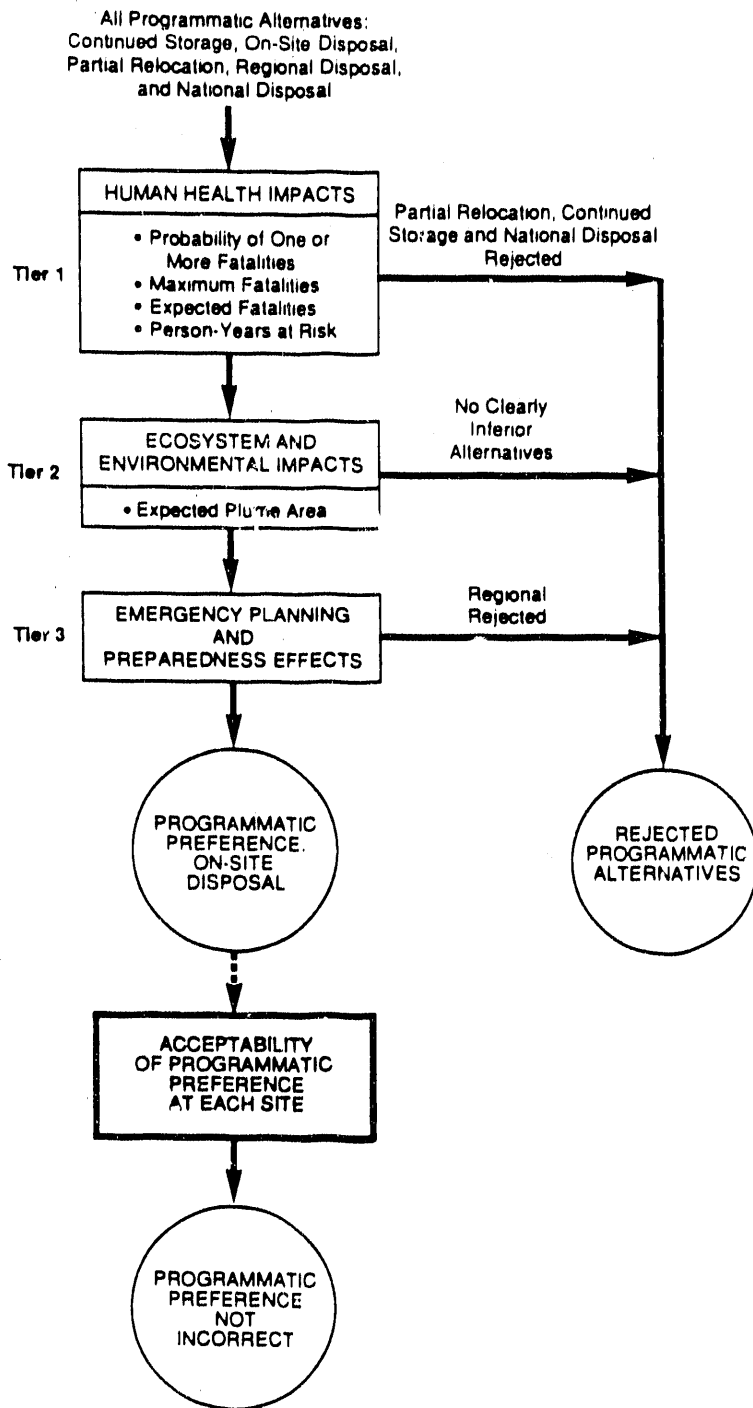 All Programmatic Alternatives:
Continued Storage, On-Site Disposal,
Partial Relocation, Regional Disposal,
and National Disposal
HUMAN HEALTH IMPACTS
• Probability of One or
More Fatalities
• Maximum Fatalities
• Expected Fatalities
• Person-Years at Risk
Tier 1
Partial Relocation, Continued
Storage and National Disposal
Rejected
ECOSYSTEM AND
ENVIRONMENTAL IMPACTS
• Expected Plume Area
Tier 2
No Clearly
Inferior
Alternatives
EMERGENCY PLANNING
AND
PREPAREDNESS EFFECTS
Tier 3
Regional
Rejected
PROGRAMMATIC
PREFERENCE.
ON-SITE
DISPOSAL
REJECTED
PROGRAMMATIC
ALTERNATIVES
ACCEPTABILITY
OF PROGRAMMATIC
PREFERENCE
AT EACH SITE
PROGRAMMATIC
PREFERENCE
NOT
INCORRECT